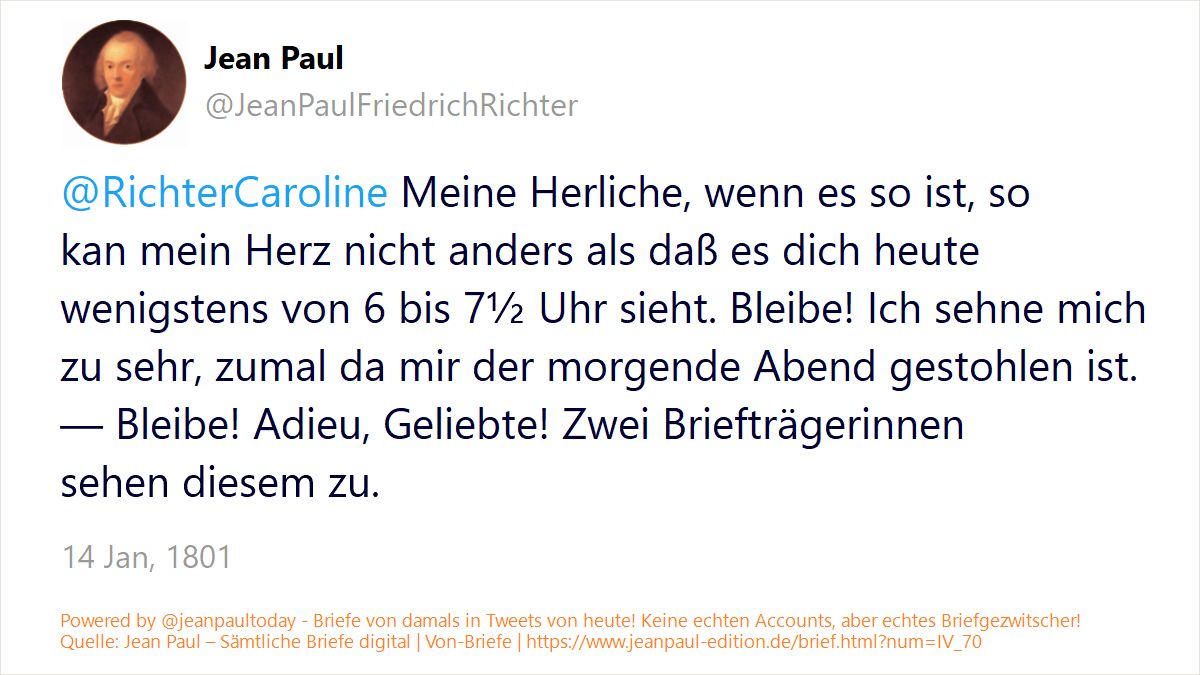 Jean Paul
@JeanPaulFriedrichRichter
@RichterCaroline Meine Herliche, wenn es so ist, so
kan mein Herz nicht anders als daß es dich heute
wenigstens von 6 bis 7½ Uhr sieht. Bleibe! Ich sehne mich
zu sehr, zumal da mir der morgende Abend gestohlen ist.
— Bleibe! Adieu, Geliebte! Zwei Briefträgerinnen
sehen diesem zu.
14 Jan, 1801
Powered by @jeanpaultoday - Briefe von damals in Tweets von heute! Keine echten Accounts, aber echtes Briefgezwitscher!
Quelle: Jean Paul – Sämtliche Briefe digital | Von-Briefe | https://www.jeanpaul-edition.de/brief.html?num=IV_70